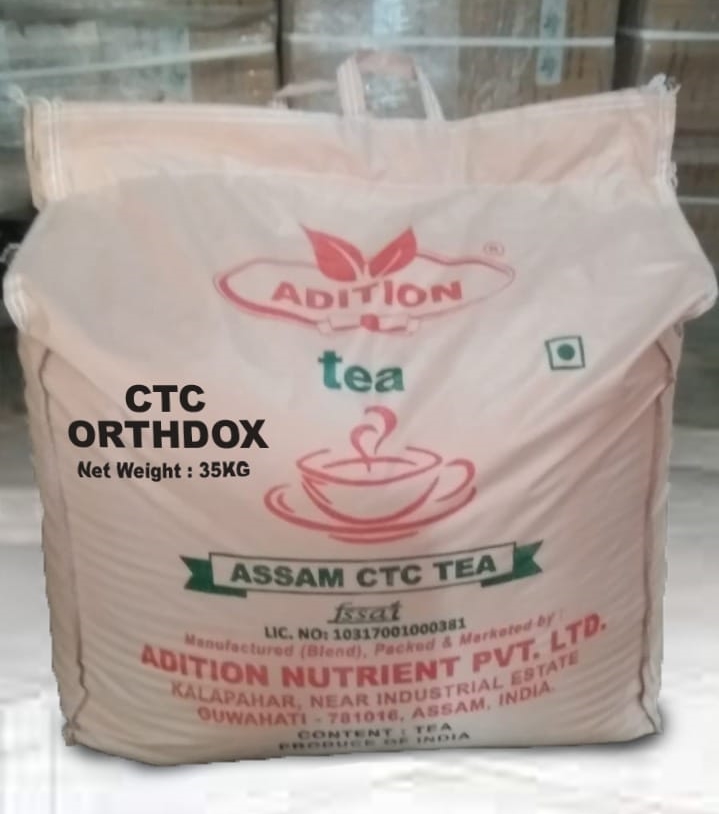 ADITION
®
tea
CTC
ORTHDOX
Net Weight : 35KG
ASSAM CTC TEA
fssai
LIC. NO: 10317001000381
Manufactured (Blend), Packed & Marketed by :
ADITION NUTRIENT PVT. LTD.
KALAPAHAR, NEAR INDUSTRIAL ESTATE
GUWAHATI - 781016, ASSAM, INDIA.
CONTENT : TEA
PRODUCE OF INDIA